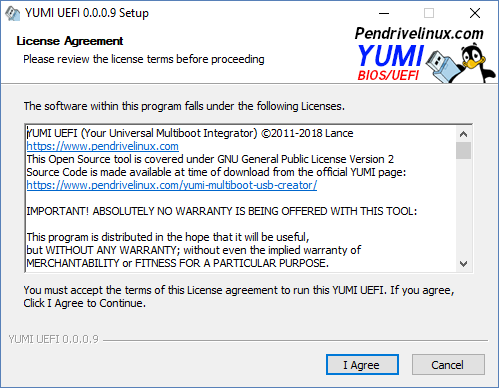 YUMI UEFI 0.0.0.9 Setup
License Agreement
Please review the license terms before proceeding
Pendrivelinux.com
YUMI
BIOS/UEFI
The software within this program falls under the following Licenses.
YUMI UEFI (Your Universal Multiboot Integrator) ©2011-2018 Lance
https://www.pendrivelinux.com
This Open Source tool is covered under GNU General Public License Version 2
Source Code is made available at time of download from the official YUMI page:
https://www.pendrivelinux.com/yumi-multiboot-usb-creator/
IMPORTANT! ABSOLUTELY NO WARRANTY IS BEING OFFERED WITH THIS TOOL:
This program is distributed in the hope that it will be useful,
but WITHOUT ANY WARRANTY; without even the implied warranty of
MERCHANTABILITY or FITNESS FOR A PARTICULAR PURPOSE.
You must accept the terms of this License agreement to run this YUMI UEFI. If you agree,
Click I Agree to Continue.
YUMI UEFI 0.0.0.9
I Agree
Cancel